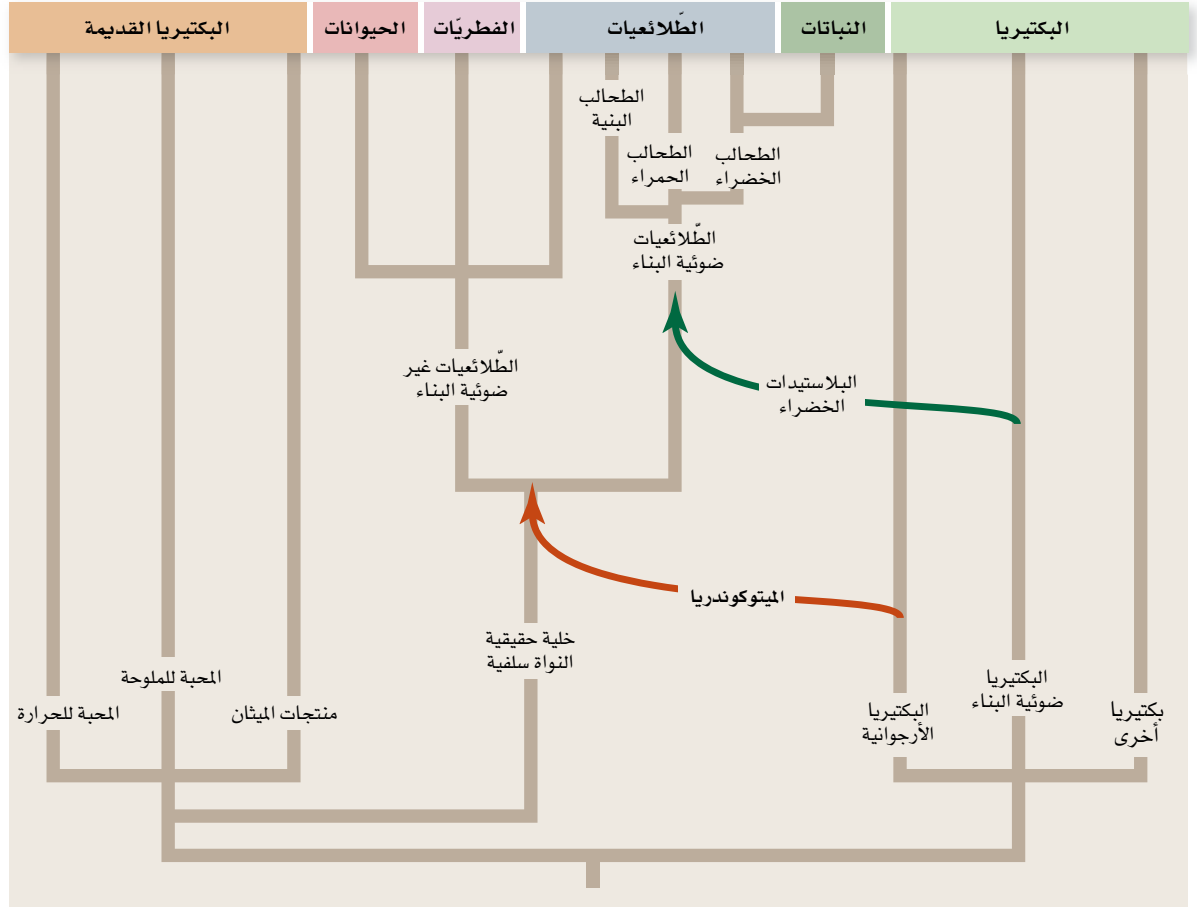 البكتيريا
النباتات
الطّلائعيات
الفطريّات
الحيوانات
البكتيريا القديمة
الطحالب
البنية
الطحالب
الخضراء
الطحالب
الحمراء
الطّلائعيات
ضوئية البناء
الطّلائعيات غير
ضوئية البناء
البلاستيدات
الخضراء
الميتوكوندريا
خلية حقيقية
النواة سلفية
بكتيريا
أخرى
البكتيريا
ضوئية البناء
البكتيريا
الأرجوانية
منتجات الميثان
المحبة للملوحة
المحبة للحرارة